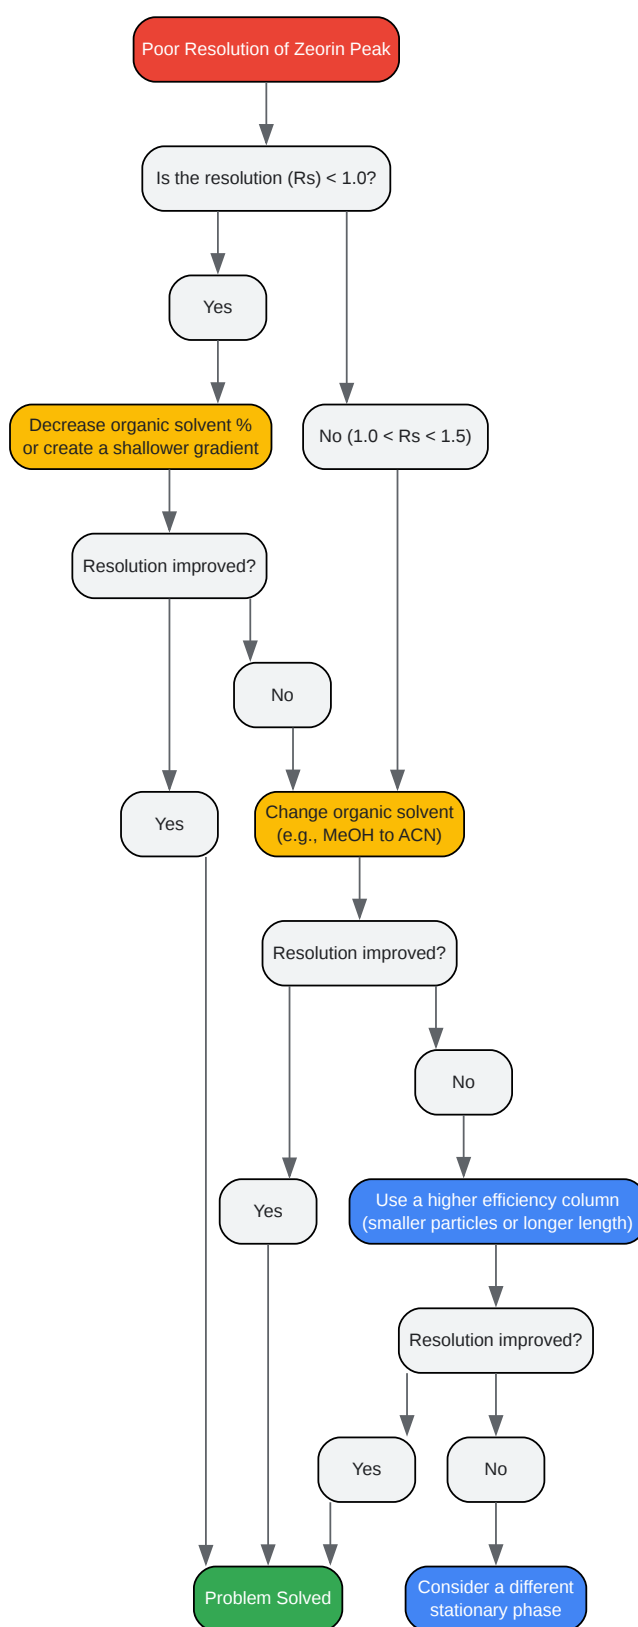 Poor Resolution of Zeorin Peak
Is the resolution (Rs) < 1.0?
Yes
Decrease organic solvent %
or create a shallower gradient
No (1.0 < Rs < 1.5)
Resolution improved?
No
Yes
Change organic solvent
(e.g., MeOH to ACN)
Resolution improved?
No
Yes
Use a higher efficiency column
(smaller particles or longer length)
Resolution improved?
Yes
No
Problem Solved
Consider a different
stationary phase